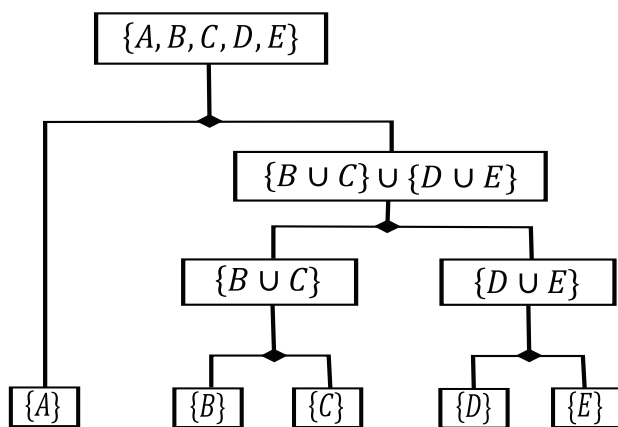 {A, B, C, D, E}
{B ∪ C} ∪ {D ∪ E}
{B ∪ C} {D ∪ E}
{A} {B} {C} {D} {E}